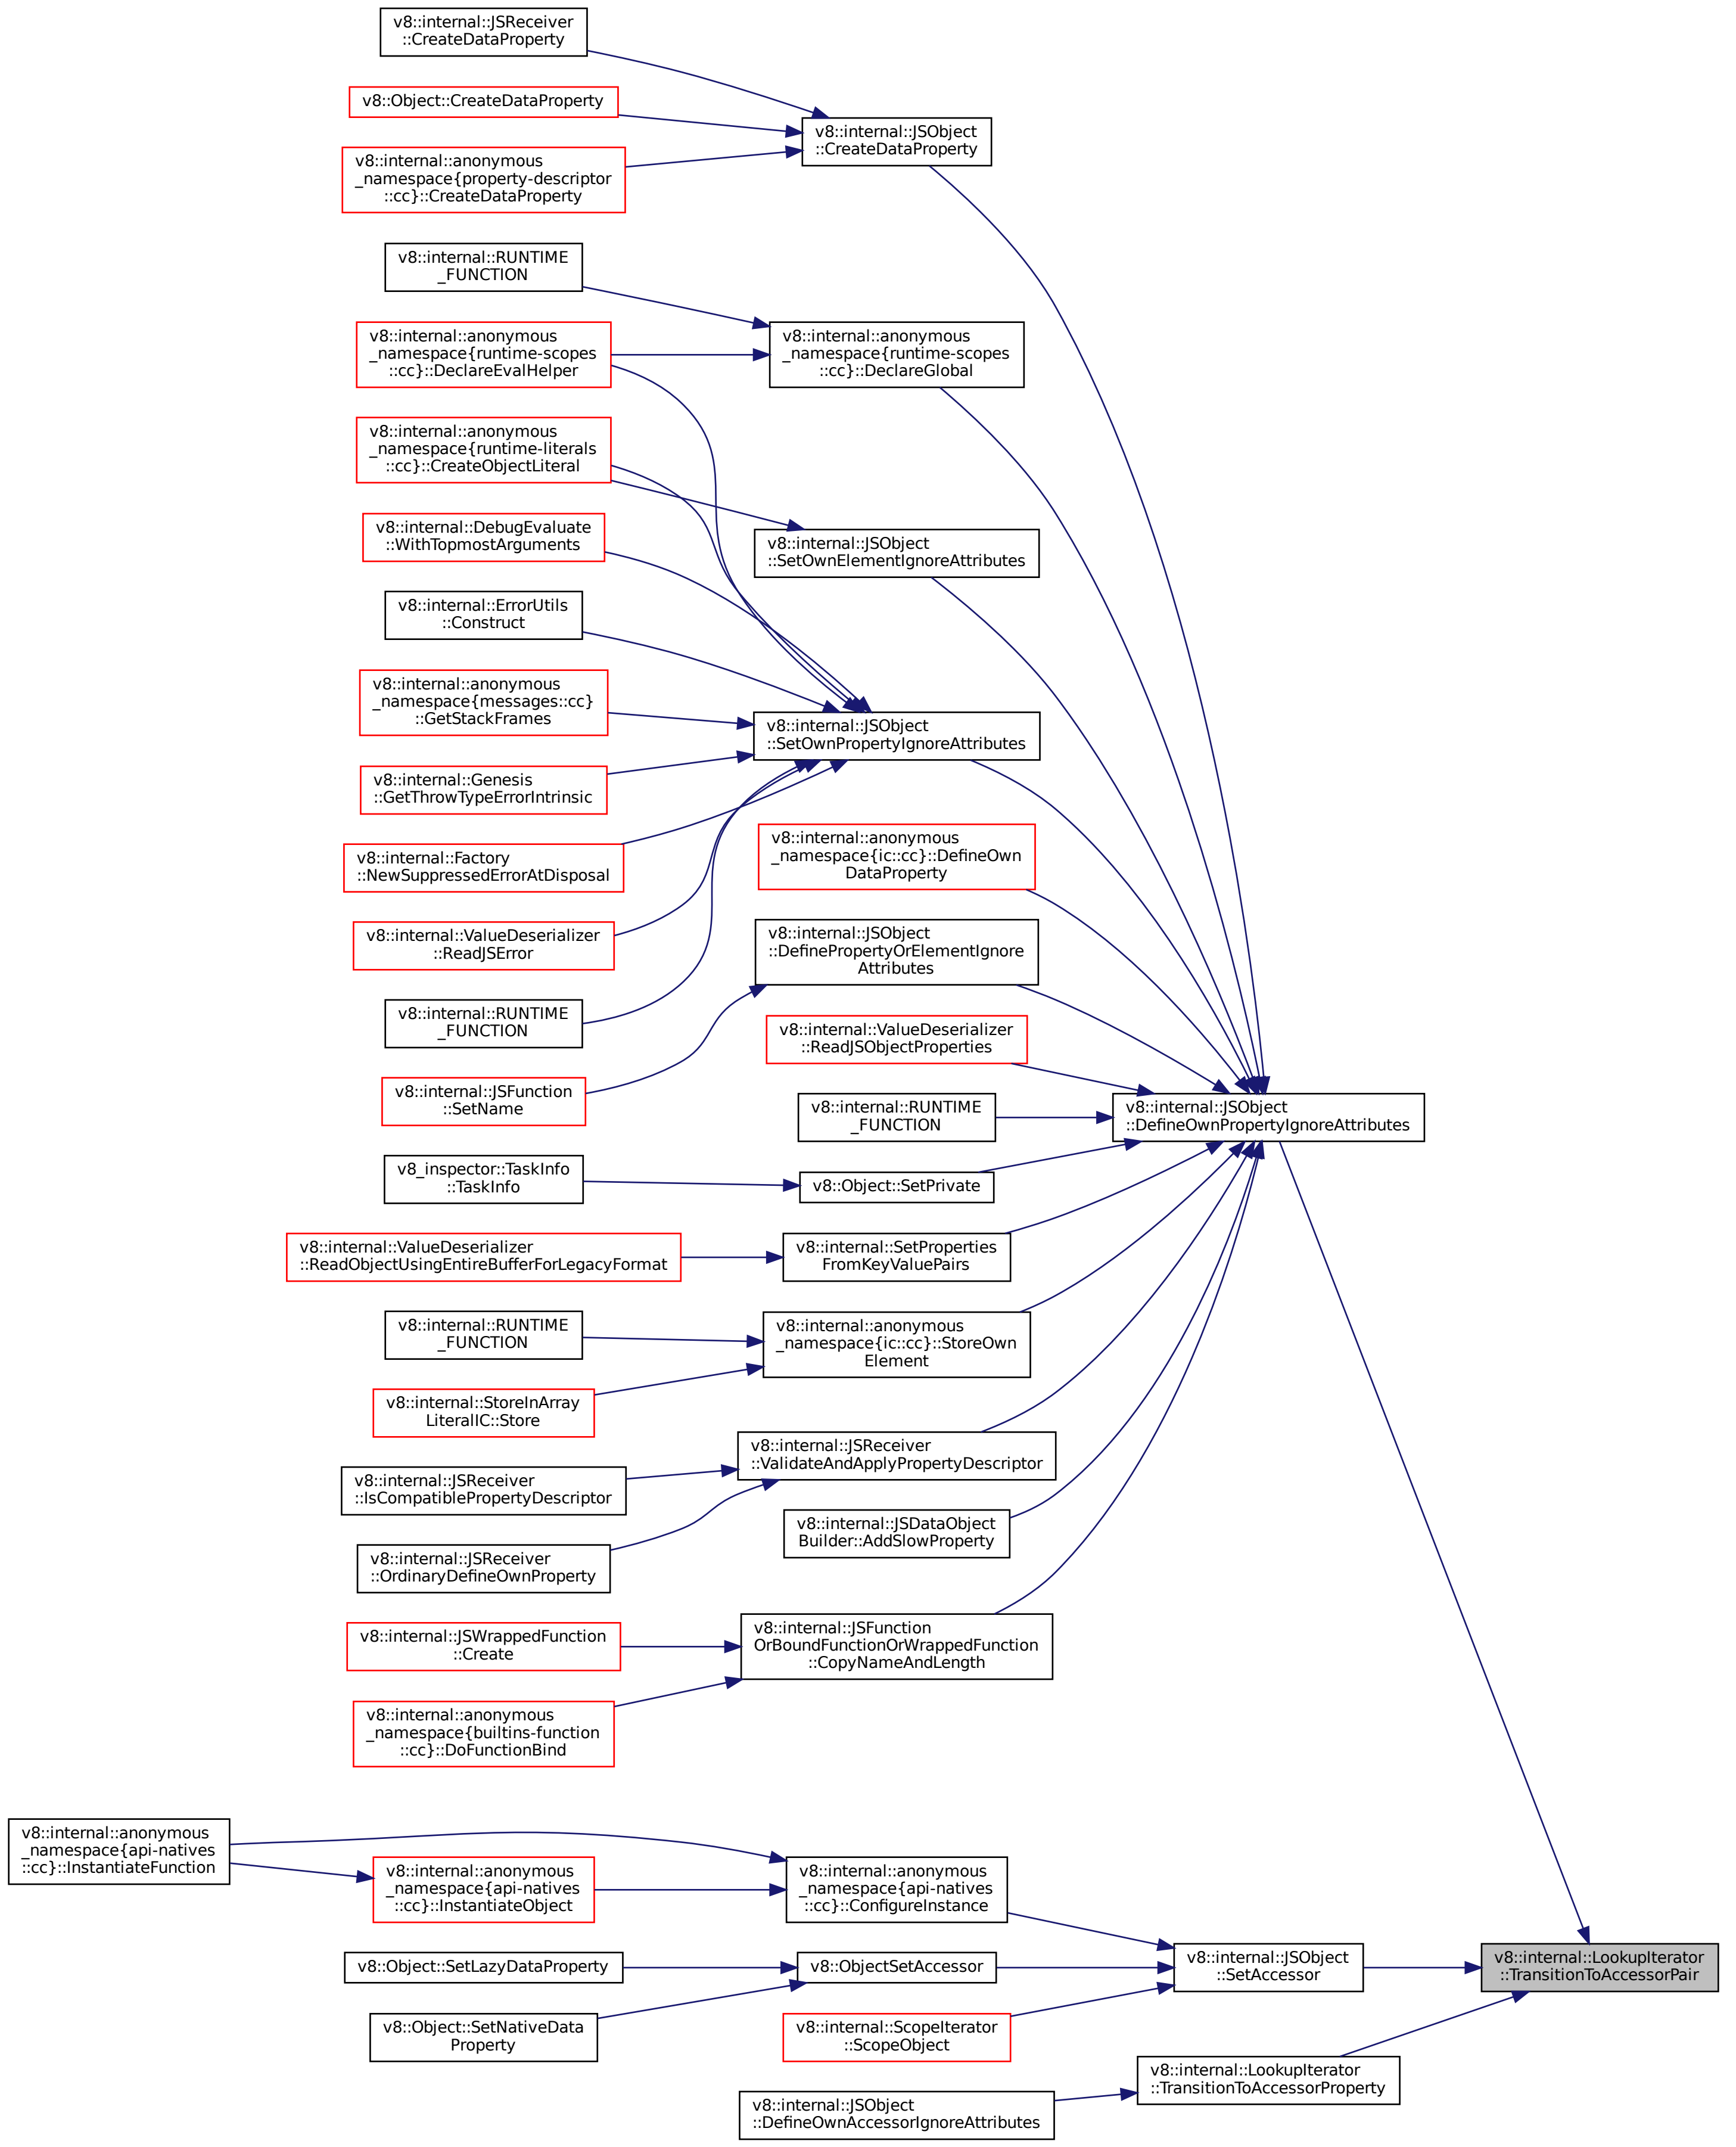 v8::internal::JSReceiver
::CreateDataProperty
v8::Object::CreateDataProperty
v8::internal::JSObject
::CreateDataProperty
v8::internal::anonymous
_namespace{property-descriptor
::cc}::CreateDataProperty
v8::internal::RUNTIME
_FUNCTION
v8::internal::anonymous
_namespace{runtime-scopes
::cc}::DeclareEvalHelper
v8::internal::anonymous
_namespace{runtime-scopes
::cc}::DeclareGlobal
v8::internal::anonymous
_namespace{runtime-literals
::cc}::CreateObjectLiteral
v8::internal::DebugEvaluate
::WithTopmostArguments
v8::internal::JSObject
::SetOwnElementIgnoreAttributes
v8::internal::ErrorUtils
::Construct
v8::internal::anonymous
_namespace{messages::cc}
::GetStackFrames
v8::internal::JSObject
::SetOwnPropertyIgnoreAttributes
v8::internal::Genesis
::GetThrowTypeErrorIntrinsic
v8::internal::Factory
::NewSuppressedErrorAtDisposal
v8::internal::anonymous
_namespace{ic::cc}::DefineOwn
DataProperty
v8::internal::ValueDeserializer
::ReadJSError
v8::internal::JSObject
::DefinePropertyOrElementIgnore
Attributes
v8::internal::RUNTIME
_FUNCTION
v8::internal::ValueDeserializer
::ReadJSObjectProperties
v8::internal::JSFunction
::SetName
v8::internal::RUNTIME
_FUNCTION
v8::internal::JSObject
::DefineOwnPropertyIgnoreAttributes
v8_inspector::TaskInfo
::TaskInfo
v8::Object::SetPrivate
v8::internal::ValueDeserializer
::ReadObjectUsingEntireBufferForLegacyFormat
v8::internal::SetProperties
FromKeyValuePairs
v8::internal::RUNTIME
_FUNCTION
v8::internal::anonymous
_namespace{ic::cc}::StoreOwn
Element
v8::internal::StoreInArray
LiteralIC::Store
v8::internal::JSReceiver
::ValidateAndApplyPropertyDescriptor
v8::internal::JSReceiver
::IsCompatiblePropertyDescriptor
v8::internal::JSDataObject
Builder::AddSlowProperty
v8::internal::JSReceiver
::OrdinaryDefineOwnProperty
v8::internal::JSWrappedFunction
::Create
v8::internal::JSFunction
OrBoundFunctionOrWrappedFunction
::CopyNameAndLength
v8::internal::anonymous
_namespace{builtins-function
::cc}::DoFunctionBind
v8::internal::anonymous
_namespace{api-natives
::cc}::InstantiateFunction
v8::internal::anonymous
_namespace{api-natives
::cc}::InstantiateObject
v8::internal::anonymous
_namespace{api-natives
::cc}::ConfigureInstance
v8::Object::SetLazyDataProperty
v8::ObjectSetAccessor
v8::internal::JSObject
::SetAccessor
v8::internal::LookupIterator
::TransitionToAccessorPair
v8::Object::SetNativeData
Property
v8::internal::ScopeIterator
::ScopeObject
v8::internal::LookupIterator
::TransitionToAccessorProperty
v8::internal::JSObject
::DefineOwnAccessorIgnoreAttributes